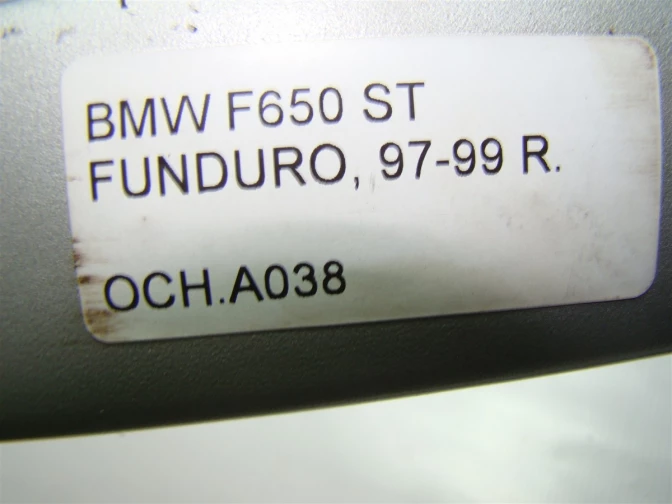 BMW F650 ST
FUNDURO, 97-99 R.
OCH.A038